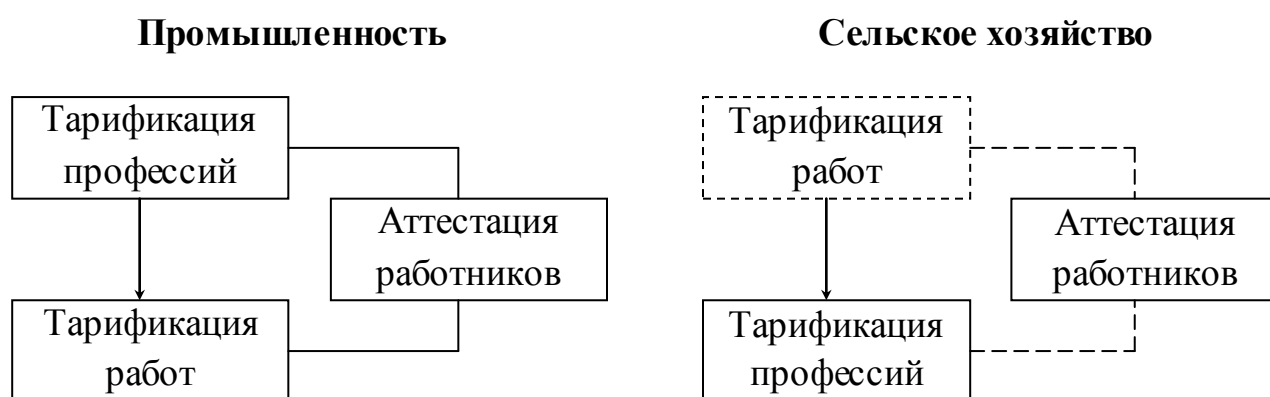 Промышленность
Тарификация
профессий
Аттестация
работников
Тарификация
работ
Сельское хозяйство
Тарификация
работ
Аттестация
работников
Тарификация
профессий